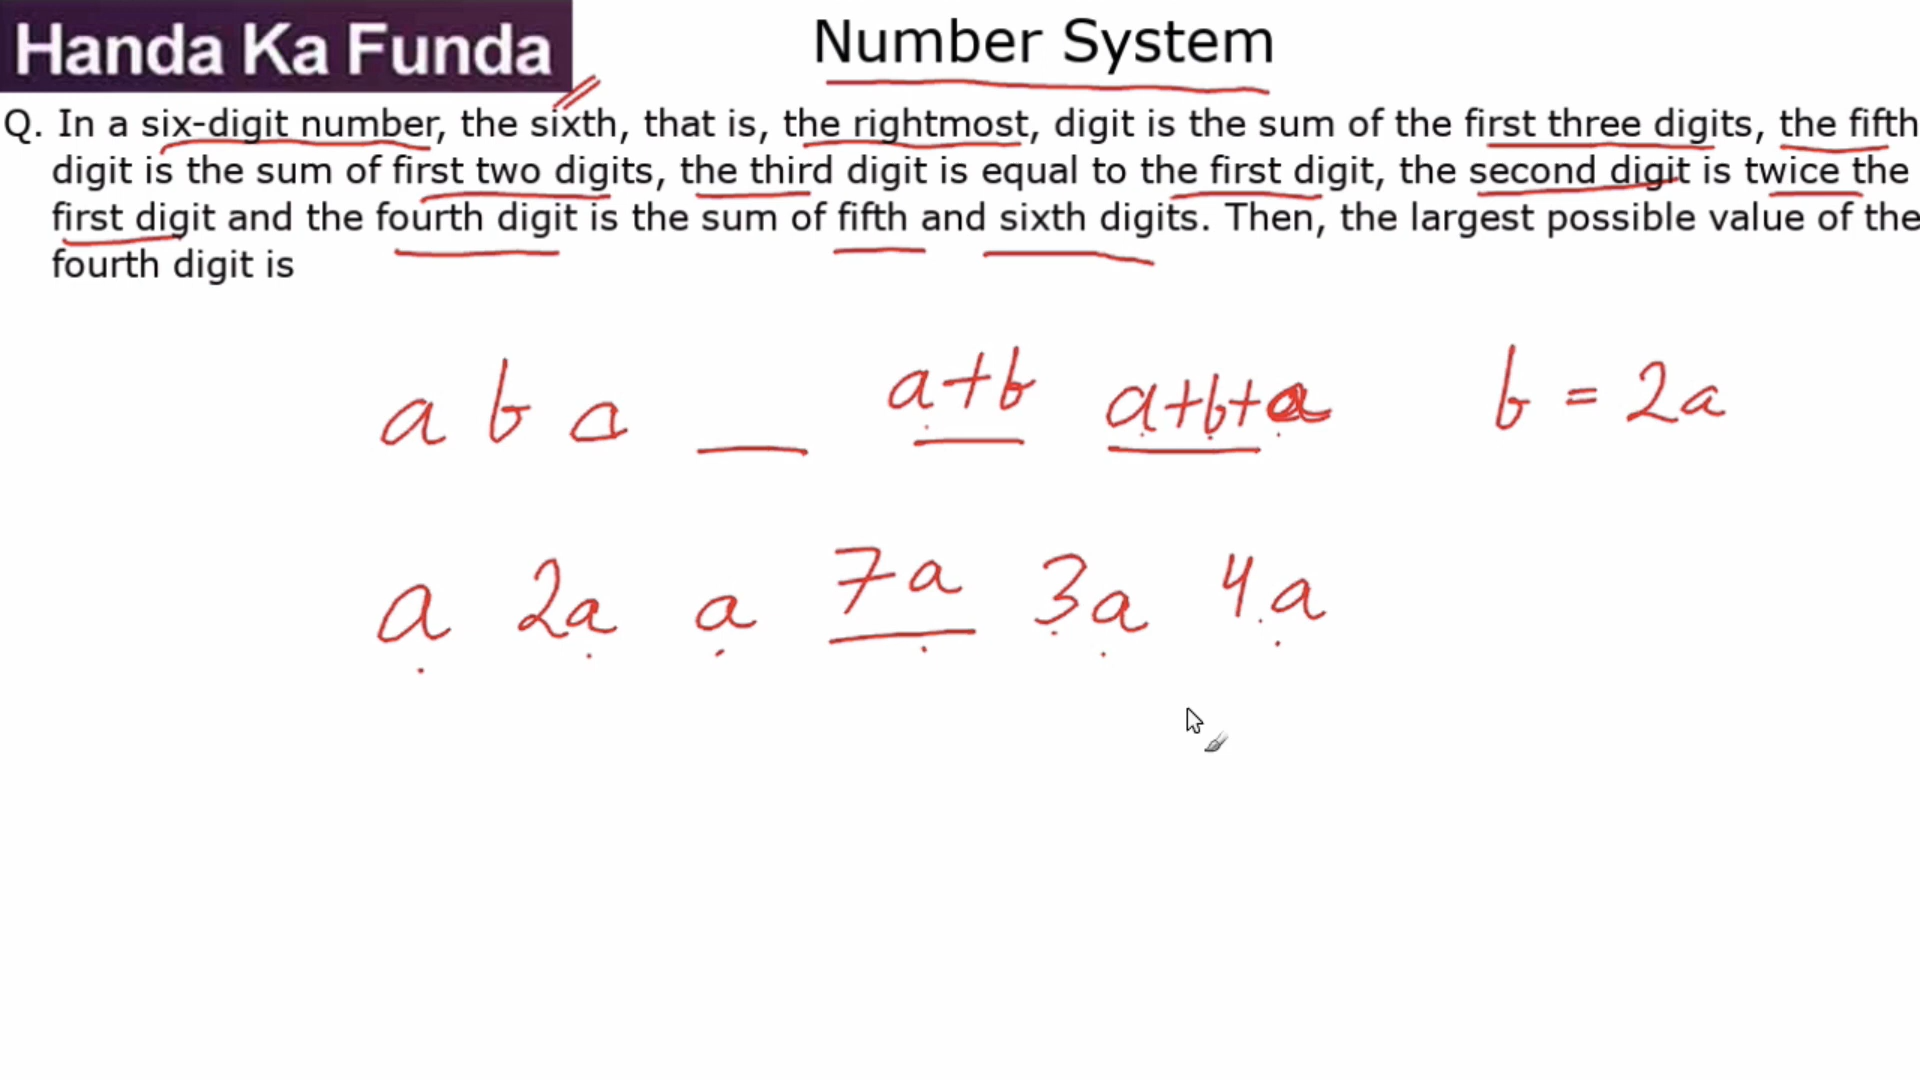 Handa Ka Funda
Number System
Q. In a six-digit number, the sixth, that is, the rightmost, digit is the sum of the first three digits, the fifth
digit is the sum of first two digits, the third digit is equal to the first digit, the second digit is twice the
first digit and the fourth digit is the sum of fifth and sixth digits. Then, the largest possible value of the
fourth digit is
a b a __ a+b a+b+a b = 2a
a 2a a 7a 3a 4a